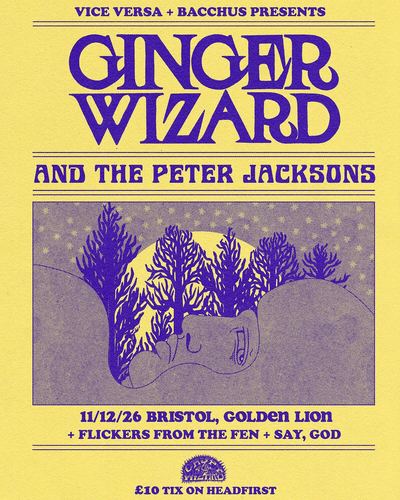 VICE VERSA + BACCHUS PRESENTS
GINGER
WIZARD
AND THE PETER JACKSONS
11/12/26 BRISTOL, GOLDEN LION
+ FLICKERS FROM THE FEN + SAY, GOD
£10 TIX ON HEADFIRST